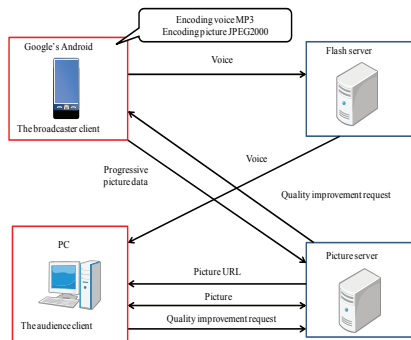 Encoding voice MP3
Encoding picture JPEG2000
Google's Android
The broadcaster client
Voice
Flash server
Voice
Progressive
picture data
Quality improvement request
PC
The audience client
Picture URL
Picture
Quality improvement request
Picture server